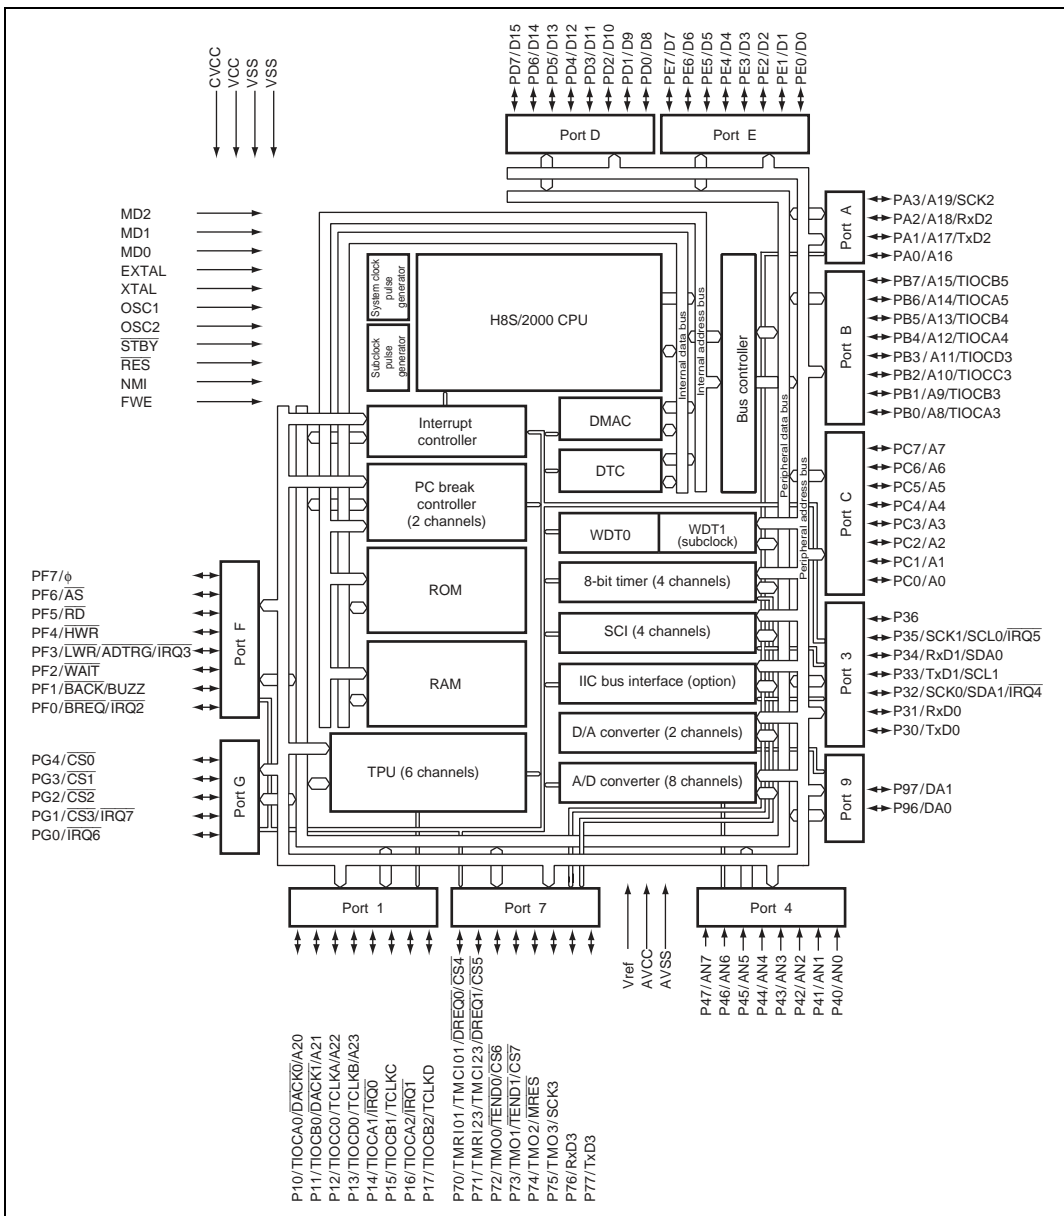 CVCC
VCC
VSS
VSS
PD7/D15
PD6/D14
PD5/D13
PD4/D12
PD3/D11
PD2/D10
PD1/D9
PD0/D8
PE7/D7
PE6/D6
PE5/D5
PE4/D4
PE3/D3
PE2/D2
PE1/D1
PE0/D0
Port D
Port E
MD2
MD1
MD0
EXTAL
XTAL
OSC1
OSC2
STBY
RES
NMI
FWE
System clock
pulse
generator
Subclock
pulse
generator
H8S/2000 CPU
Internal data bus
Internal address bus
Bus controller
Peripheral data bus
Peripheral address bus
Interrupt
controller
DMAC
PC break
controller
(2 channels)
DTC
WDT0
WDT1
(subclock)
ROM
8-bit timer (4 channels)
SCI (4 channels)
RAM
IIC bus interface (option)
D/A converter (2 channels)
TPU (6 channels)
A/D converter (8 channels)
Port A
PA3/A19/SCK2
PA2/A18/RxD2
PA1/A17/TxD2
PA0/A16
Port B
PB7/A15/TIOCB5
PB6/A14/TIOCA5
PB5/A13/TIOCB4
PB4/A12/TIOCA4
PB3/A11/TIOCD3
PB2/A10/TIOCC3
PB1/A9/TIOCB3
PB0/A8/TIOCA3
Port C
PC7/A7
PC6/A6
PC5/A5
PC4/A4
PC3/A3
PC2/A2
PC1/A1
PC0/A0
Port 3
P36
P35/SCK1/SCL0/IRQ5
P34/RxD1/SDA0
P33/TxD1/SCL1
P32/SCK0/SDA1/IRQ4
P31/RxD0
P30/TxD0
Port 9
P97/DA1
P96/DA0
PF7/ϕ
PF6/AS
PF5/RD
PF4/HWR
PF3/LWR/ADTRG/IRQ3
PF2/WAIT
PF1/BACK/BUZZ
PF0/BREQ/IRQ2
Port F
PG4/CS0
PG3/CS1
PG2/CS2
PG1/CS3/IRQ7
PG0/IRQ6
Port G
Port 1
Port 7
Port 4
Vref
AVCC
AVSS
P47/AN7
P46/AN6
P45/AN5
P44/AN4
P43/AN3
P42/AN2
P41/AN1
P40/AN0
P10/TIOCA0/DACK0/A20
P11/TIOCB0/DACK1/A21
P12/TIOCC0/TCLKA/A22
P13/TIOCD0/TCLKB/A23
P14/TIOCA1/IRQ0
P15/TIOCB1/TCLKC
P16/TIOCA2/IRQ1
P17/TIOCB2/TCLKD
P70/TMRI01/TMCI01/DREQ0/CS4
P71/TMRI23/TMCI23/DREQ1/CS5
P72/TMO0/TEND0/CS6
P73/TMO1/TEND1/CS7
P74/TMO2/MRES
P75/TMO3/SCK3
P76/RxD3
P77/TxD3